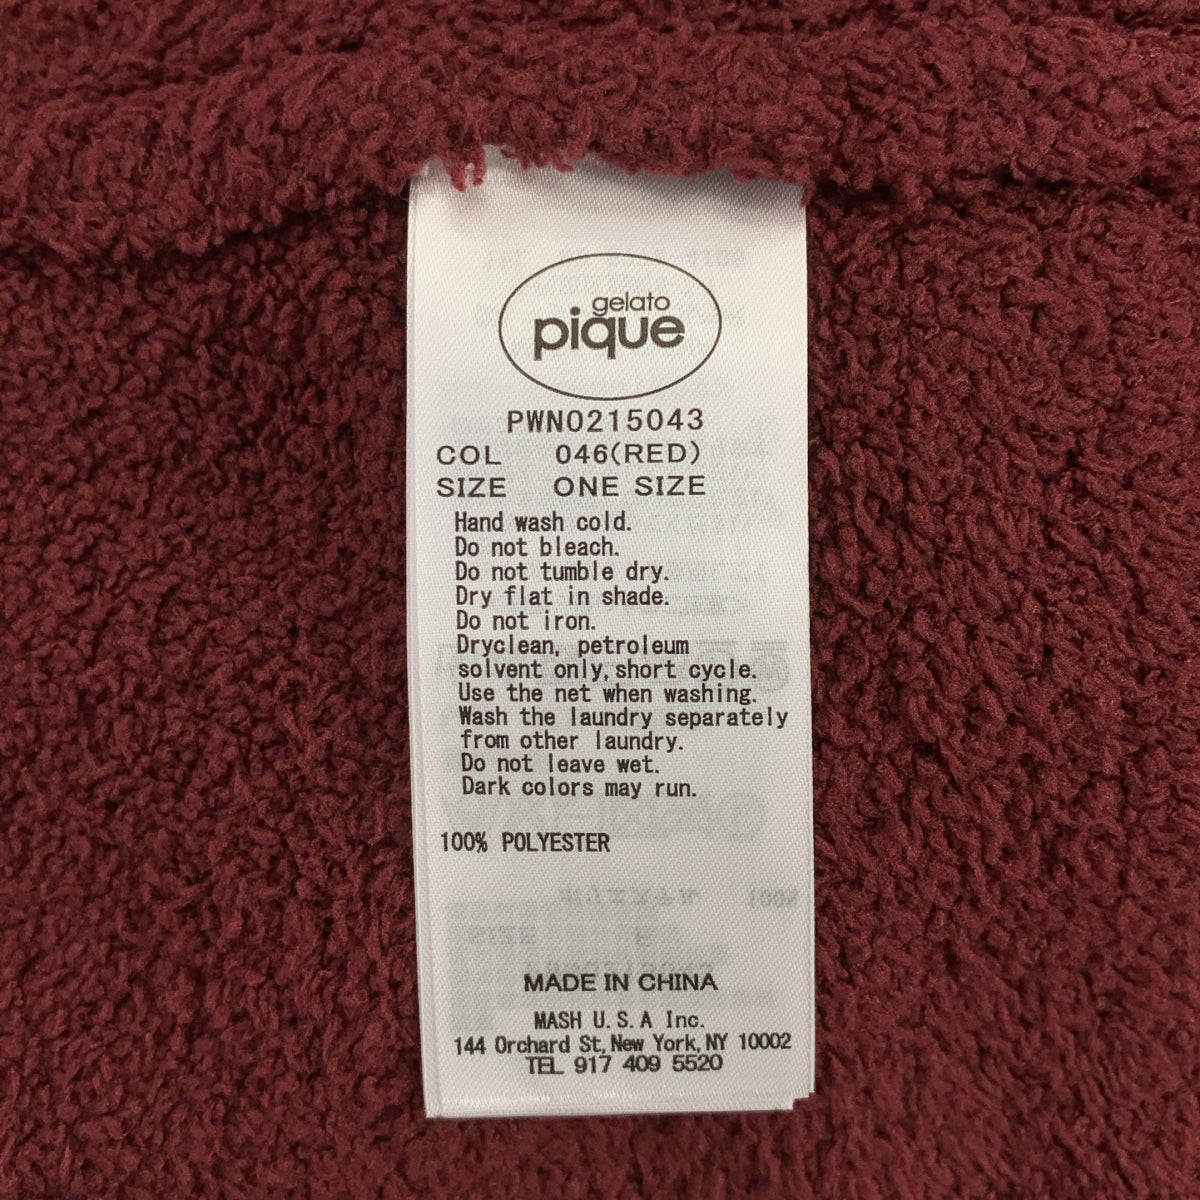 gelato
pique
PWN0215043
COL 046(RED)
SIZE ONE SIZE
Hand wash cold.
Do not bleach.
Do not tumble dry.
Dry flat in shade.
Do not iron.
Dryclean, petroleum
solvent only, short cycle.
Use the net when washing.
Wash the laundry separately
from other laundry.
Do not leave wet.
Dark colors may run.
100% POLYESTER
MADE IN CHINA
MASH U.S.A Inc.
144 Orchard St, New York, NY 10002
TEL 917 409 5520